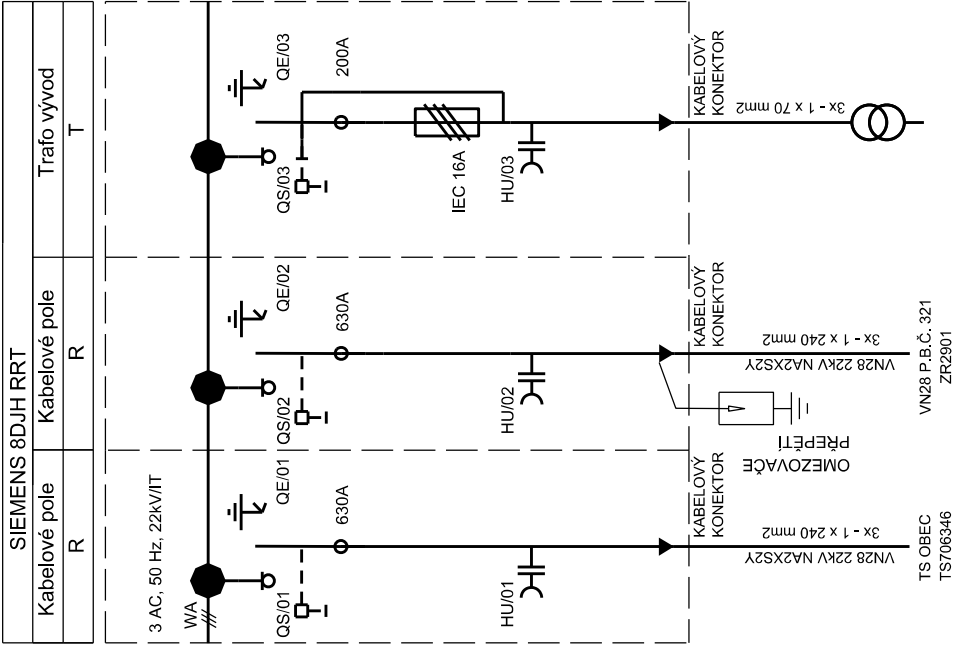 SIEMENS 8DJH RRT
Kabelové pole
Kabelové pole
Trafo vývod
R
R
T
3 AC, 50 Hz, 22kV/IT
WA
QE/01
QS/01
630A
HU/01
KABELOVÝ
KONEKTOR
3x - 1 x 240 mm2
VN28 22kV NA2XS2Y
TS OBEC
TS706346
QE/02
QS/02
630A
HU/02
KABELOVÝ
KONEKTOR
3x - 1 x 240 mm2
VN28 22kV NA2XS2Y
OMEZOVAČE
PŘEPĚTÍ
VN28 P.B.Č. 321
ZR2901
QE/03
QS/03
200A
IEC 16A
HU/03
KABELOVÝ
KONEKTOR
3x - 1 x 70 mm2